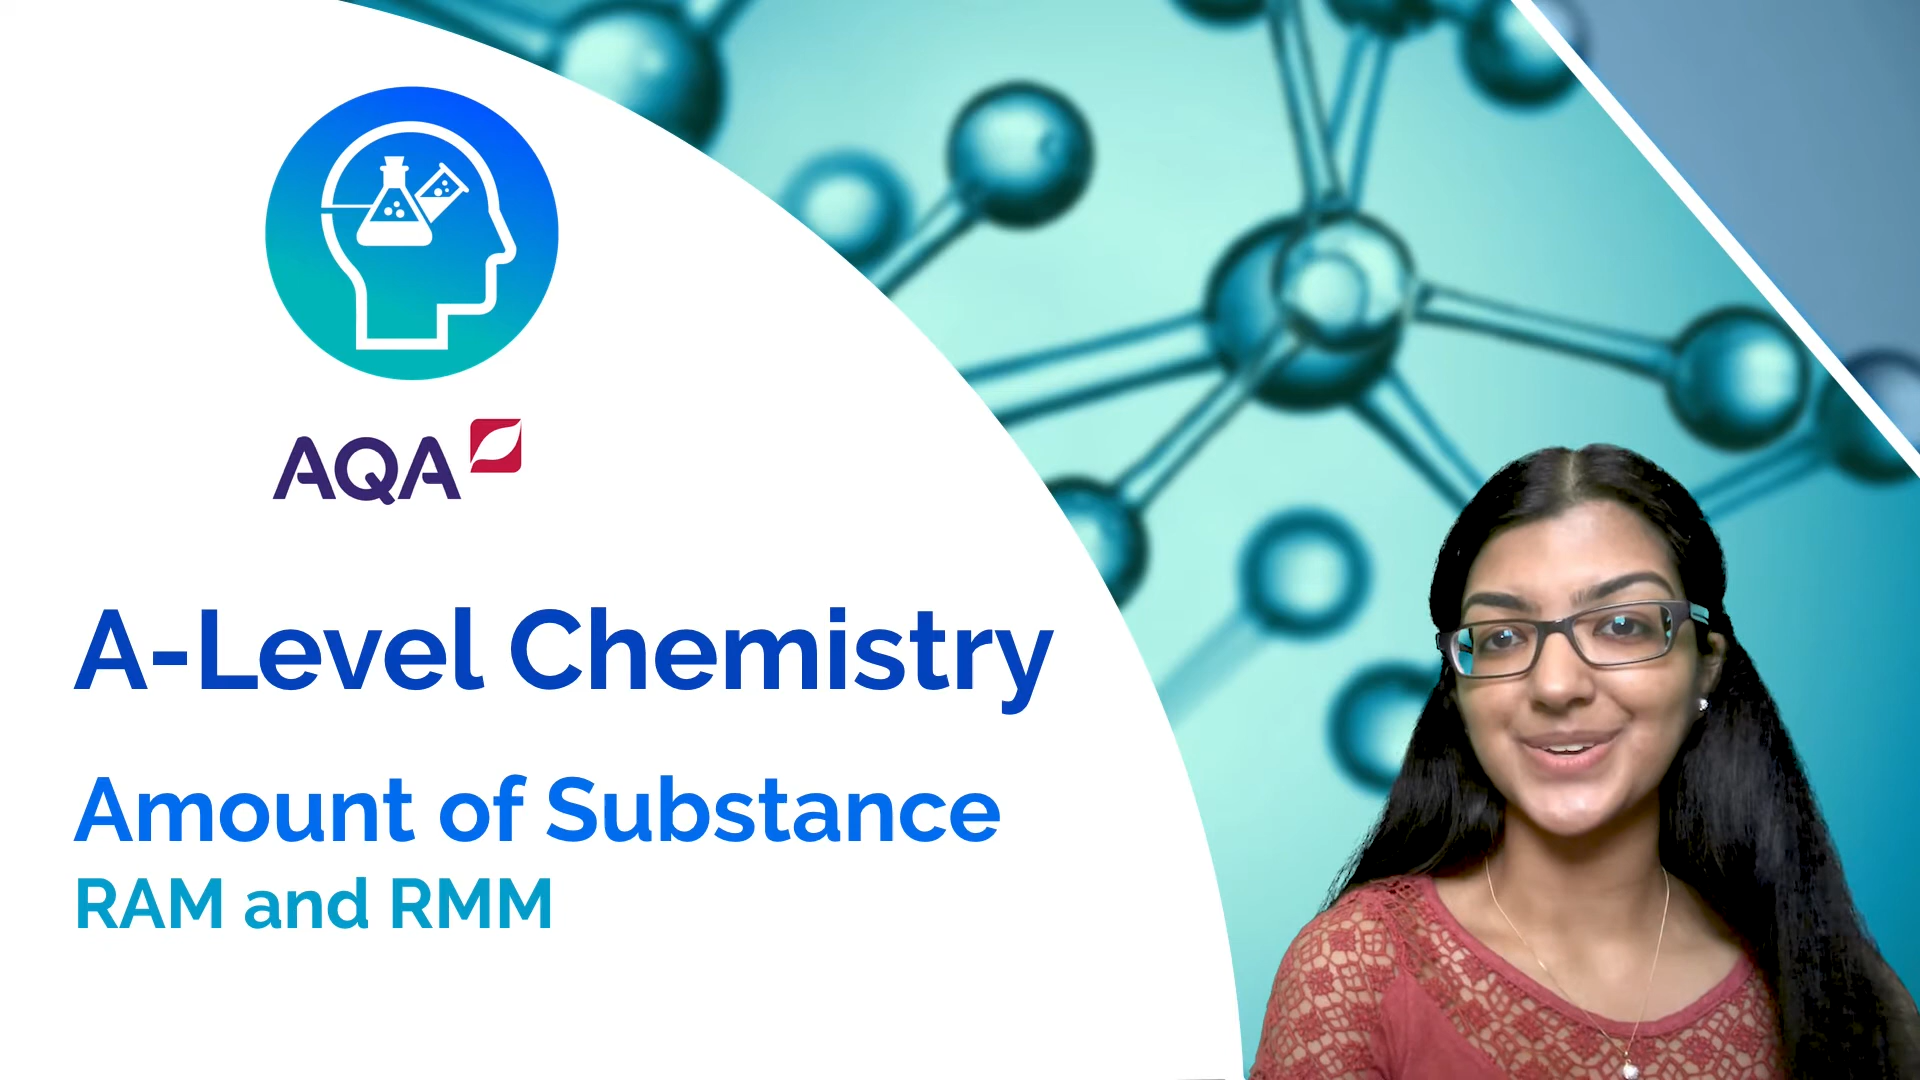 AQA
A-Level Chemistry
Amount of Substance
RAM and RMM